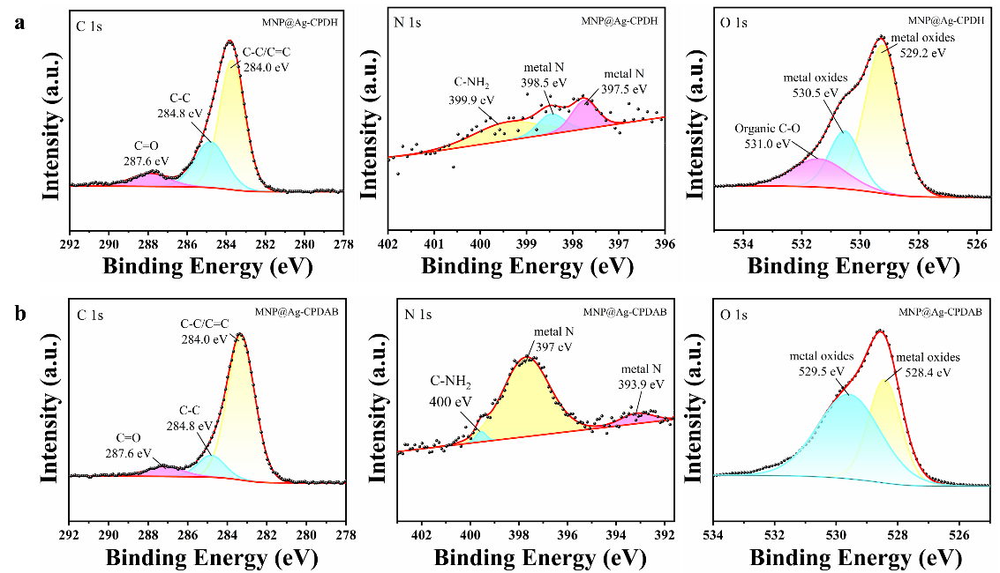 a
C 1s
MNP@Ag-CPDH
C-C/C=C
284.0 eV
C-C
284.8 eV
C=O
287.6 eV
Intensity (a.u.)
292 290 288 286 284 282 280 278
Binding Energy (eV)
N 1s
MNP@Ag-CPDH
C-NH2
399.9 eV
metal N
398.5 eV
metal N
397.5 eV
Intensity (a.u.)
402 401 400 399 398 397 396
Binding Energy (eV)
O 1s
MNP@Ag-CPDH
metal oxides
529.2 eV
metal oxides
530.5 eV
Organic C-O
531.0 eV
Intensity (a.u.)
534 532 530 528 526
Binding Energy (eV)
b
C 1s
MNP@Ag-CPDAB
C-C/C=C
284.0 eV
C-C
284.8 eV
C=O
287.6 eV
Intensity (a.u.)
292 290 288 286 284 282 280 278
Binding Energy (eV)
N 1s
MNP@Ag-CPDAB
metal N
397 eV
C-NH2
400 eV
metal N
393.9 eV
Intensity (a.u.)
402 400 398 396 394 392
Binding Energy (eV)
O 1s
MNP@Ag-CPDAB
metal oxides
529.5 eV
metal oxides
528.4 eV
Intensity (a.u.)
534 532 530 528 526
Binding Energy (eV)